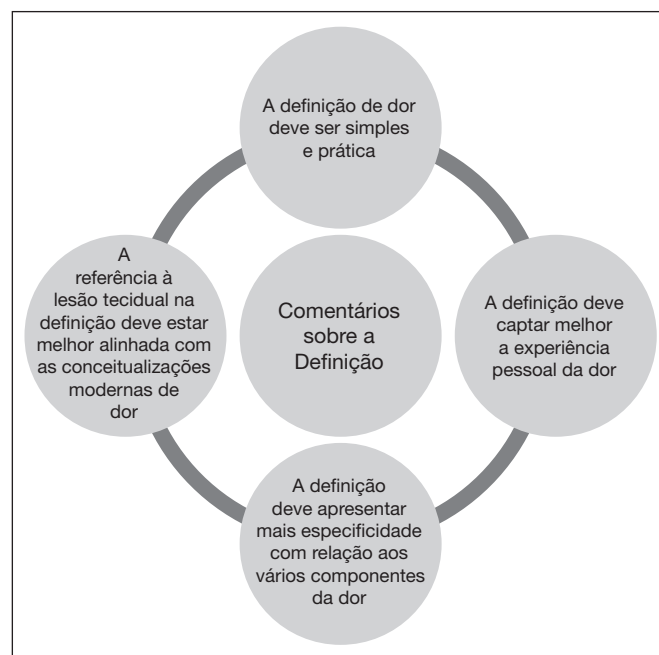 A definição de dor
deve ser simples
e prática
A
referência à
lesão tecidual na
definição deve estar
melhor alinhada com
as conceitualizações
modernas de
dor
Comentários
sobre a
Definição
A definição deve
captar melhor
a experiência
pessoal da dor
A definição
deve apresentar
mais especificidade
com relação aos
vários componentes
da dor